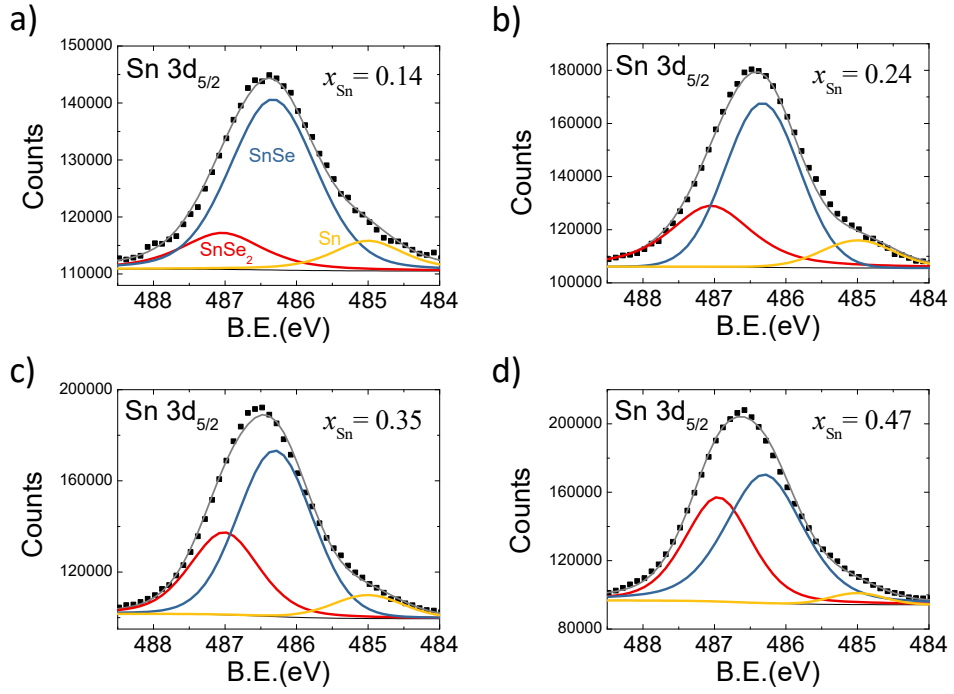 a)
Sn 3d5/2
xSn= 0.14
SnSe
SnSe2
Sn
150000
140000
130000
120000
110000
Counts
488 487 486 485 484
B.E.(eV)
b)
Sn 3d5/2
xSn= 0.24
180000
160000
140000
120000
100000
Counts
488 487 486 485 484
B.E.(eV)
c)
Sn 3d5/2
xSn= 0.35
200000
180000
160000
140000
120000
100000
Counts
488 487 486 485 484
B.E.(eV)
d)
Sn 3d5/2
xSn= 0.47
200000
160000
120000
80000
Counts
488 487 486 485 484
B.E.(eV)